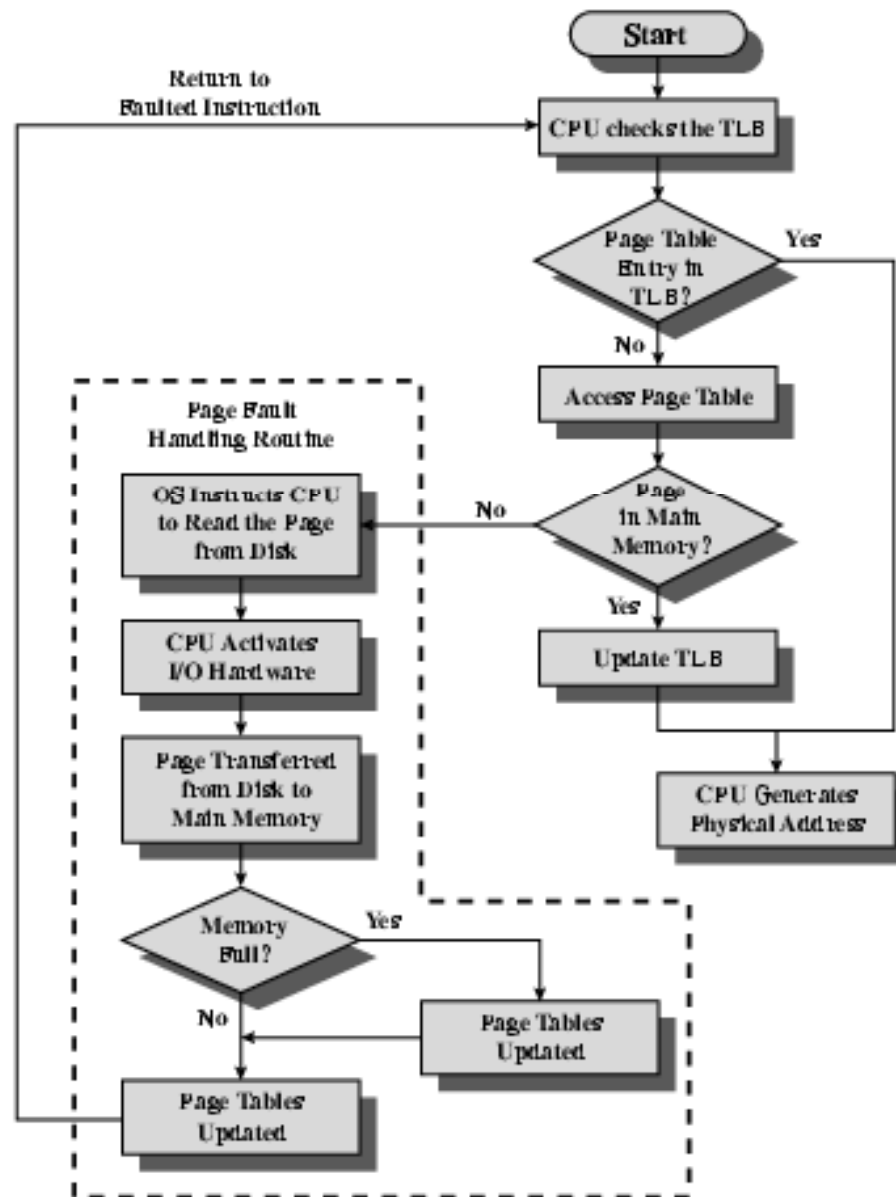 Start
Return to
Faulted Instruction
CPU checks the TLB
Page Table
Entry in
TLB?
Yes
No
Access Page Table
Page Fault
Handling Routine
OS Instructs CPU
to Read the Page
from Disk
No
Page
in Main
Memory?
Yes
CPU Activates
I/O Hardware
Update TLB
Page Transferred
from Disk to
Main Memory
CPU Generates
Physical Address
Memory
Full?
Yes
No
Page Tables
Updated
Page Tables
Updated